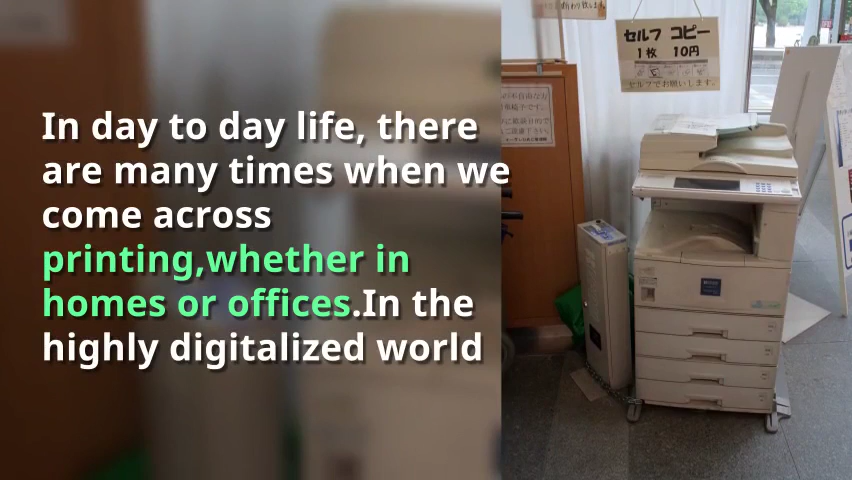 In day to day life, there
are many times when we
come across
printing,whether in
homes or offices.In the
highly digitalized world
セルフ コピー
1枚 10円
セルフでお願いします。